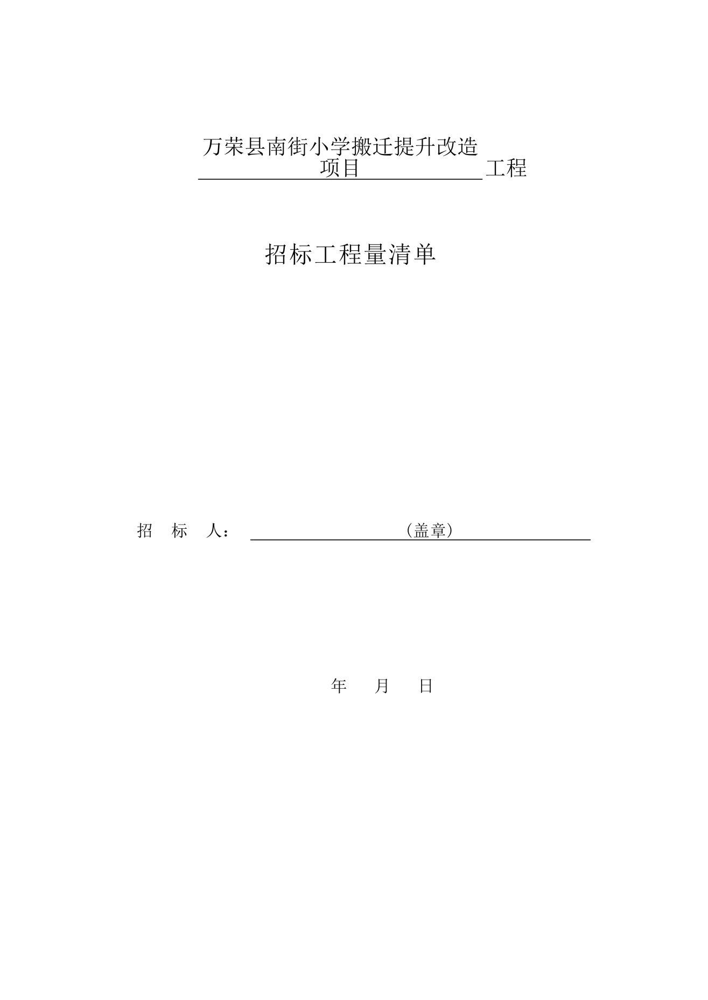 万荣县南街小学搬迁提升改造
项目 工程
招标工程量清单
招 标 人: (盖章)
年 月 日